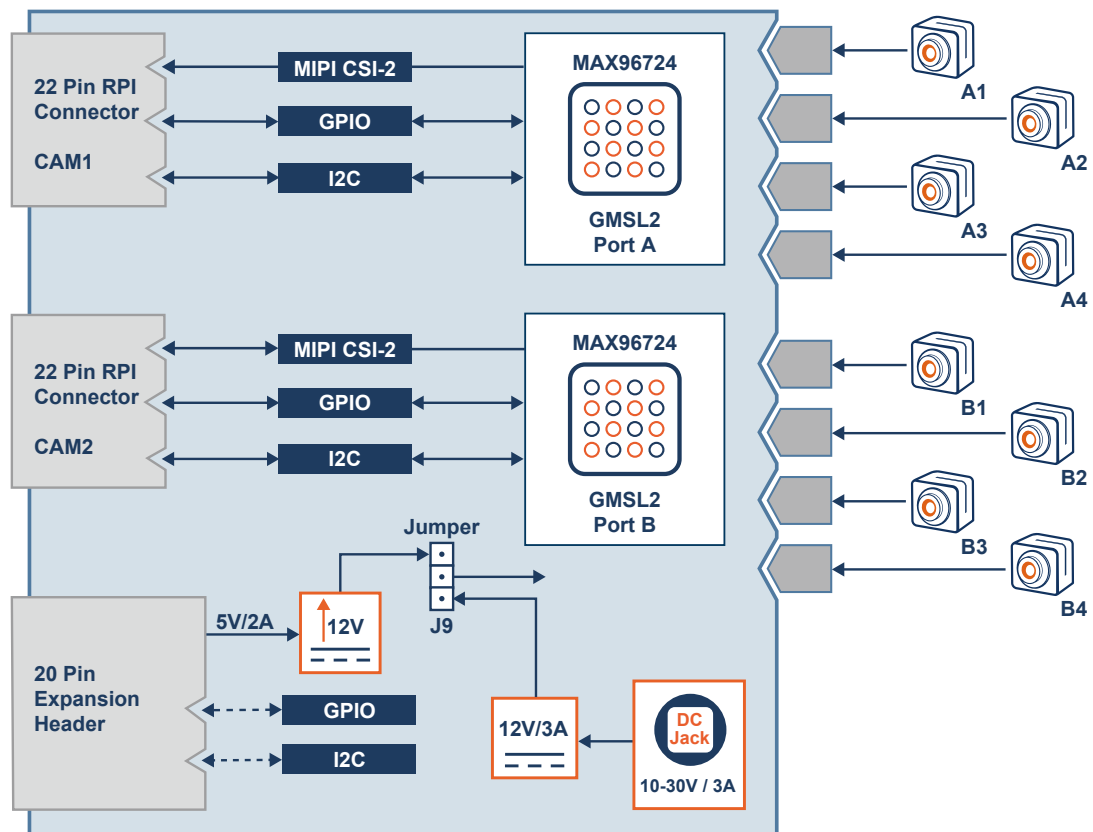 22 Pin RPI
Connector
CAM1
MIPI CSI-2
GPIO
I2C
MAX96724
GMSL2
Port A
A1
A2
A3
A4
22 Pin RPI
Connector
CAM2
MIPI CSI-2
GPIO
I2C
MAX96724
GMSL2
Port B
B1
B2
B3
B4
Jumper
J9
5V/2A
12V
20 Pin
Expansion
Header
GPIO
I2C
12V/3A
DC
Jack
10-30V / 3A